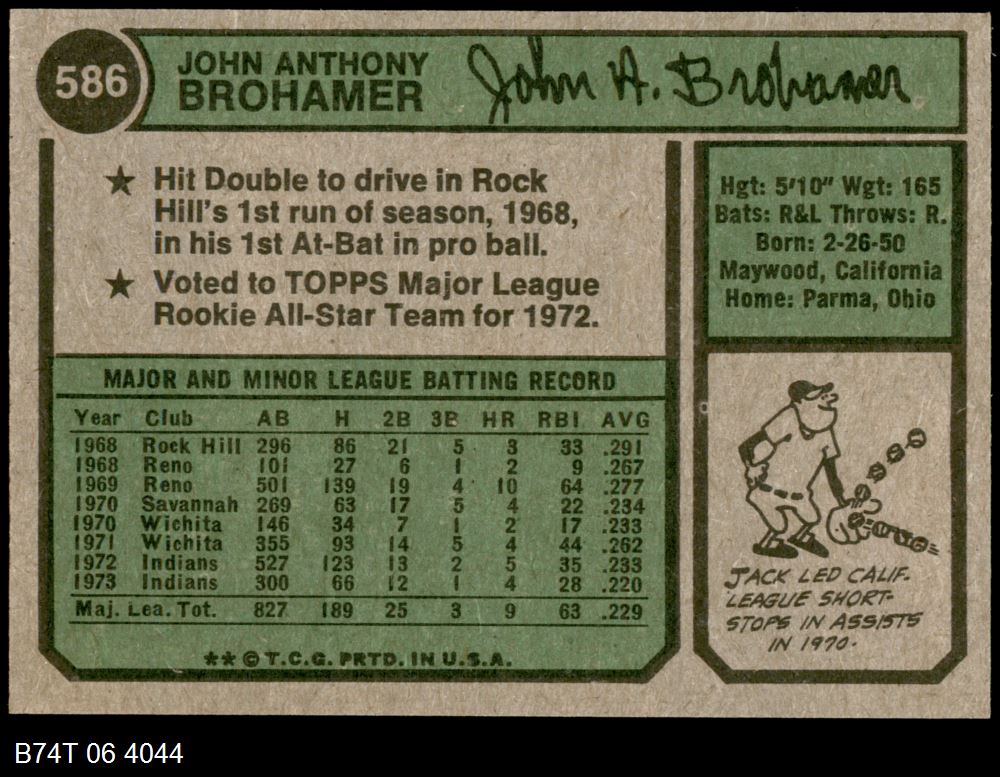 586
JOHN ANTHONY
BROHAMER
John A. Brohamer
★ Hit Double to drive in Rock
Hill's 1st run of season, 1968,
in his 1st At-Bat in pro ball.
★ Voted to TOPPS Major League
Rookie All-Star Team for 1972.
Hgt: 5'10" Wgt: 165
Bats: R&L Throws: R.
Born: 2-26-50
Maywood, California
Home: Parma, Ohio
MAJOR AND MINOR LEAGUE BATTING RECORD
Year Club AB H 2B 3B HR RBI AVG
1968 Rock Hill 296 86 21 5 3 33 .291
1968 Reno 101 27 6 1 2 9 .267
1969 Reno 501 139 19 4 10 64 .277
1970 Savannah 269 63 17 5 4 22 .234
1970 Wichita 146 34 7 1 2 17 .233
1971 Wichita 355 93 14 5 4 44 .262
1972 Indians 527 123 13 2 5 35 .233
1973 Indians 300 66 12 1 4 28 .220
Maj. Lea. Tot. 827 189 25 3 9 63 .229
** © T.C.G. PRTD. IN U.S.A.
JACK LED CALIF.
LEAGUE SHORT-
STOPS IN ASSISTS
IN 1970.
B74T 06 4044